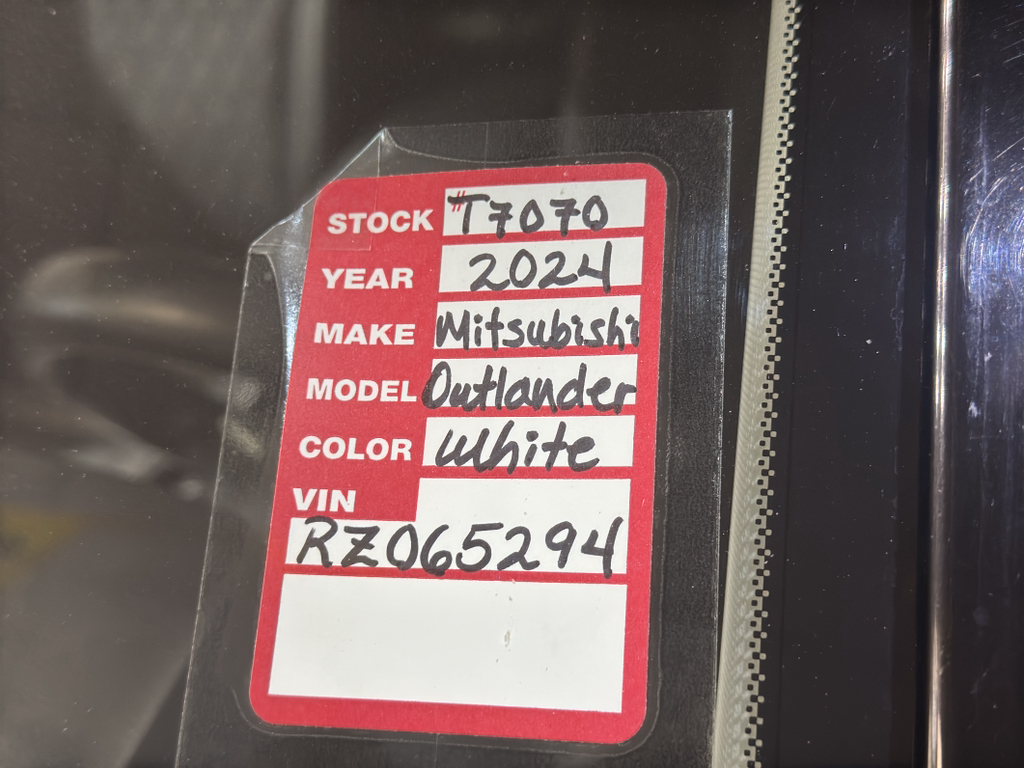 STOCK #T7070
YEAR 2024
MAKE Mitsubishi
MODEL Outlander
COLOR White
VIN
RZ065294